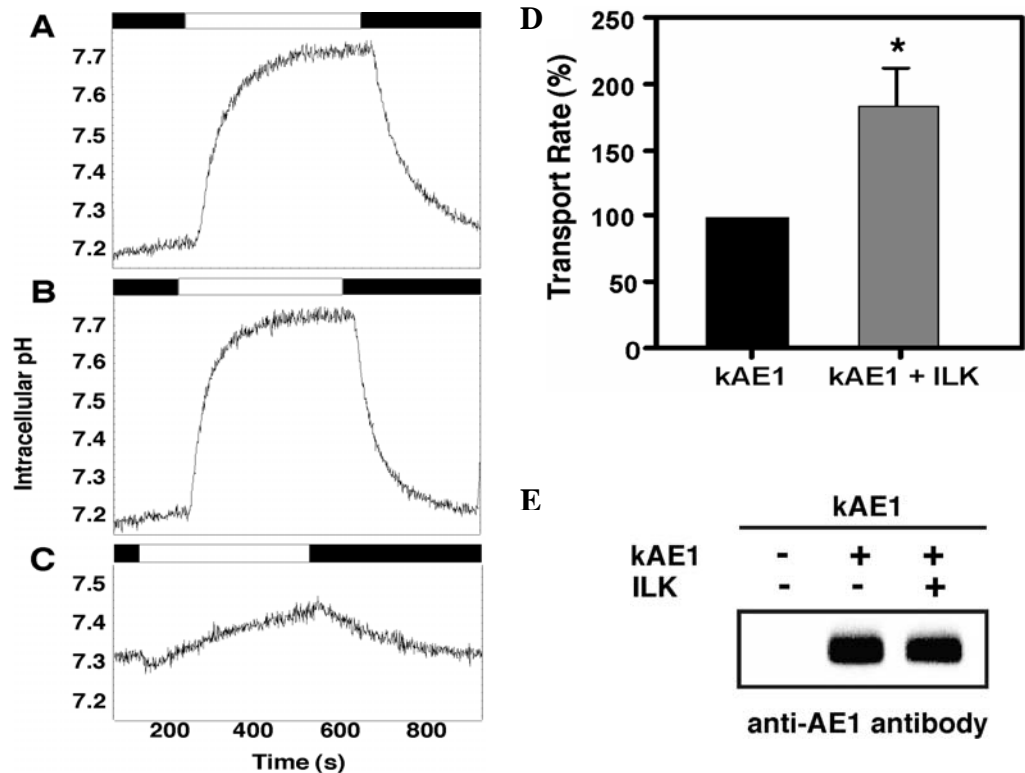 A
7.7
7.6
7.5
7.4
7.3
7.2
B
7.7
7.6
7.5
7.4
7.3
7.2
C
7.5
7.4
7.3
7.2
Intracellular pH
200 400 600 800
Time (s)
D
250
200
150
100
50
0
Transport Rate (%)
*
kAE1 kAE1 + ILK
E
kAE1
kAE1 - + +
ILK - - +
anti-AE1 antibody